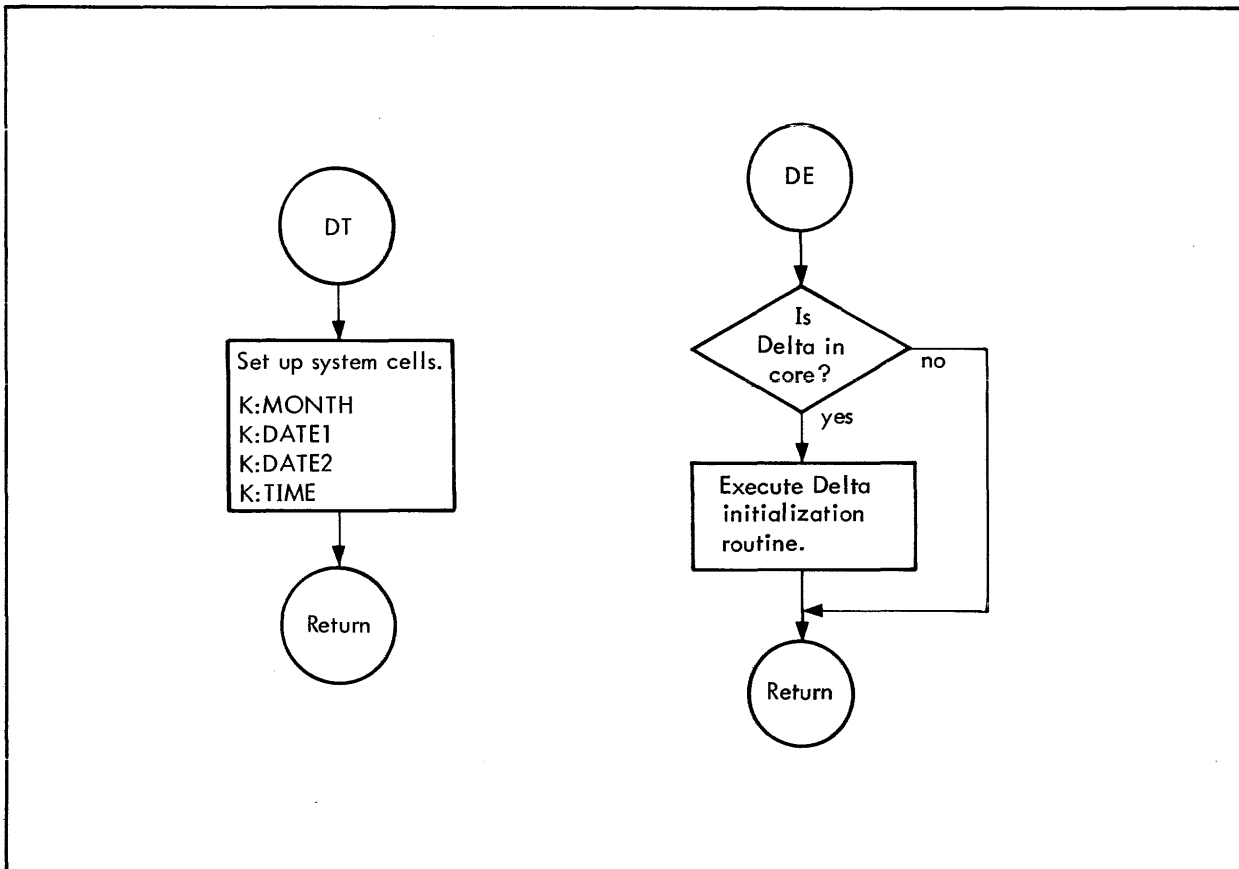 DT
Set up system cells.
K:MONTH
K:DATE1
K:DATE2
K:TIME
Return
DE
Is
Delta in
core?
no
yes
Execute Delta
initialization
routine.
Return